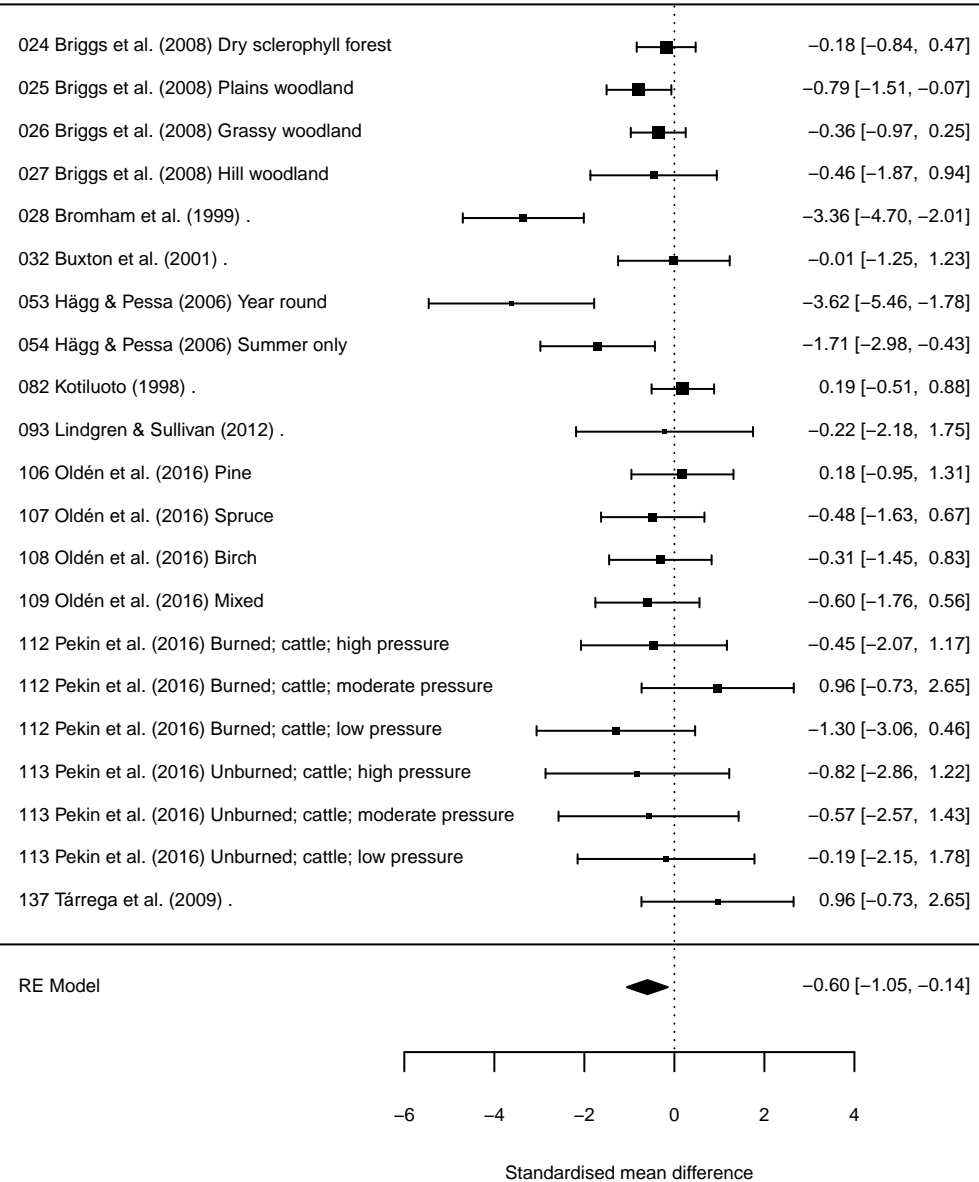 024 Briggs et al. (2008) Dry sclerophyll forest −0.18 [−0.84, 0.47]
025 Briggs et al. (2008) Plains woodland −0.79 [−1.51, −0.07]
026 Briggs et al. (2008) Grassy woodland −0.36 [−0.97, 0.25]
027 Briggs et al. (2008) Hill woodland −0.46 [−1.87, 0.94]
028 Bromham et al. (1999) . −3.36 [−4.70, −2.01]
032 Buxton et al. (2001) . −0.01 [−1.25, 1.23]
053 Hägg & Pessa (2006) Year round −3.62 [−5.46, −1.78]
054 Hägg & Pessa (2006) Summer only −1.71 [−2.98, −0.43]
082 Kotiluoto (1998) . 0.19 [−0.51, 0.88]
093 Lindgren & Sullivan (2012) . −0.22 [−2.18, 1.75]
106 Oldén et al. (2016) Pine 0.18 [−0.95, 1.31]
107 Oldén et al. (2016) Spruce −0.48 [−1.63, 0.67]
108 Oldén et al. (2016) Birch −0.31 [−1.45, 0.83]
109 Oldén et al. (2016) Mixed −0.60 [−1.76, 0.56]
112 Pekin et al. (2016) Burned; cattle; high pressure −0.45 [−2.07, 1.17]
112 Pekin et al. (2016) Burned; cattle; moderate pressure 0.96 [−0.73, 2.65]
112 Pekin et al. (2016) Burned; cattle; low pressure −1.30 [−3.06, 0.46]
113 Pekin et al. (2016) Unburned; cattle; high pressure −0.82 [−2.86, 1.22]
113 Pekin et al. (2016) Unburned; cattle; moderate pressure −0.57 [−2.57, 1.43]
113 Pekin et al. (2016) Unburned; cattle; low pressure −0.19 [−2.15, 1.78]
137 Tárrega et al. (2009) . 0.96 [−0.73, 2.65]
RE Model −0.60 [−1.05, −0.14]
−6 −4 −2 0 2 4
Standardised mean difference